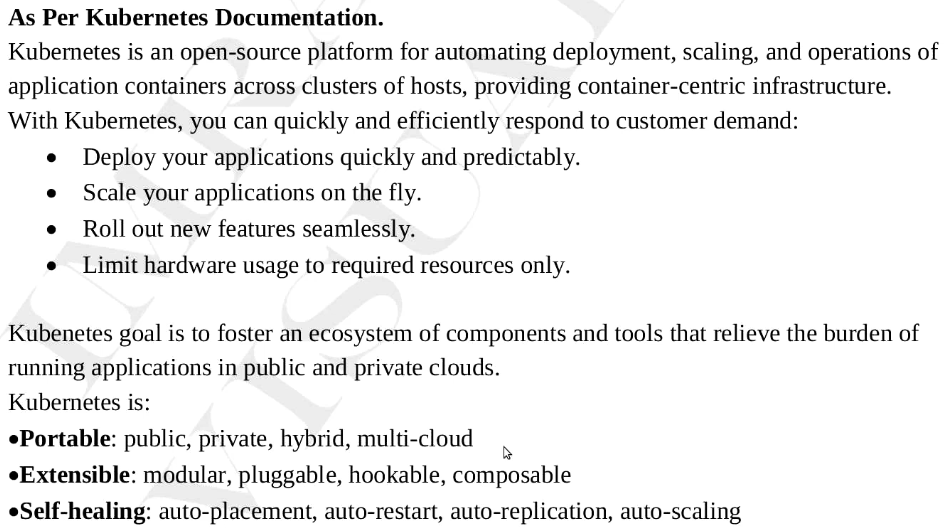 As Per Kubernetes Documentation.
Kubernetes is an open-source platform for automating deployment, scaling, and operations of
application containers across clusters of hosts, providing container-centric infrastructure.
With Kubernetes, you can quickly and efficiently respond to customer demand:
• Deploy your applications quickly and predictably.
• Scale your applications on the fly.
• Roll out new features seamlessly.
• Limit hardware usage to required resources only.
Kubenetes goal is to foster an ecosystem of components and tools that relieve the burden of
running applications in public and private clouds.
Kubernetes is:
•Portable: public, private, hybrid, multi-cloud
•Extensible: modular, pluggable, hookable, composable
•Self-healing: auto-placement, auto-restart, auto-replication, auto-scaling